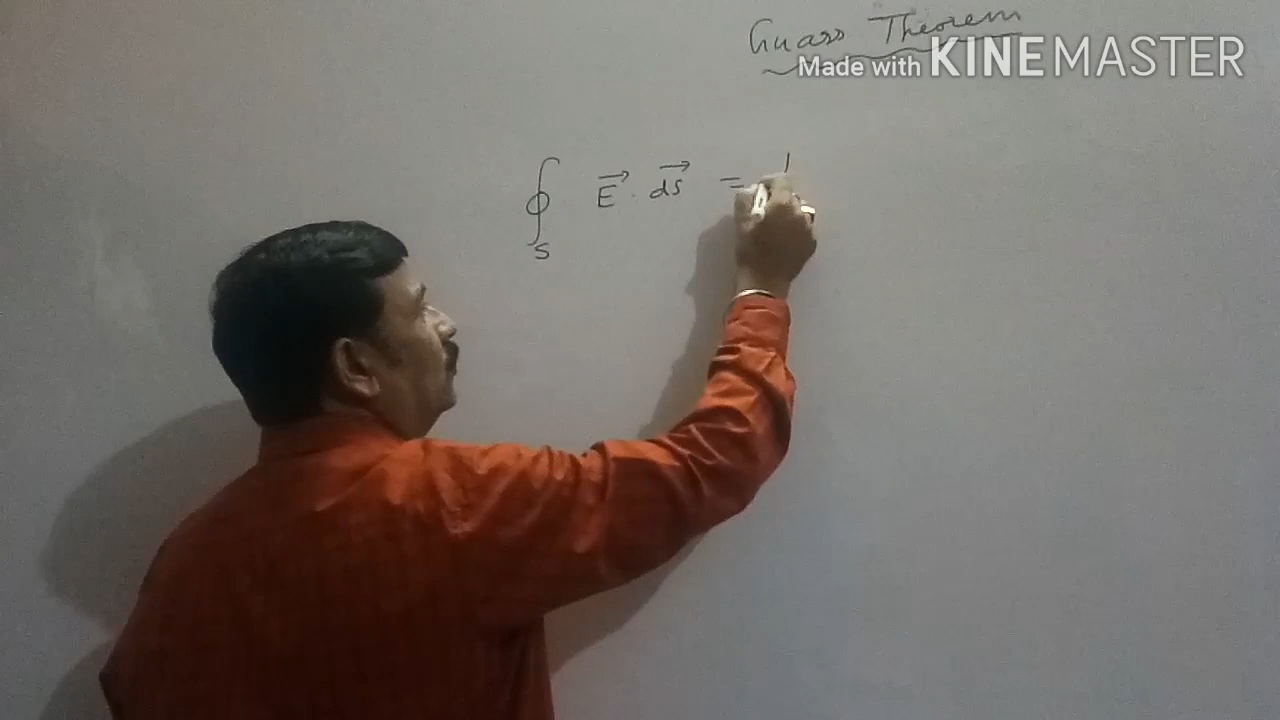 Guass Theorem
Made with KINEMASTER
∮ E⃗ · ds⃗ = 1
S